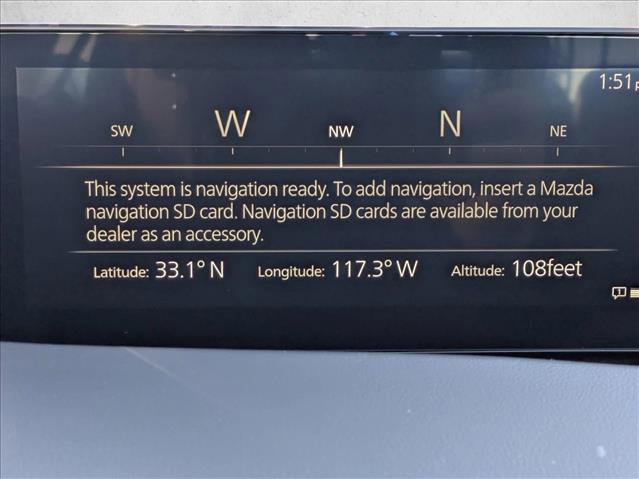 1:51
SW W NW N NE
This system is navigation ready. To add navigation, insert a Mazda
navigation SD card. Navigation SD cards are available from your
dealer as an accessory.
Latitude: 33.1° N Longitude: 117.3° W Altitude: 108feet
1